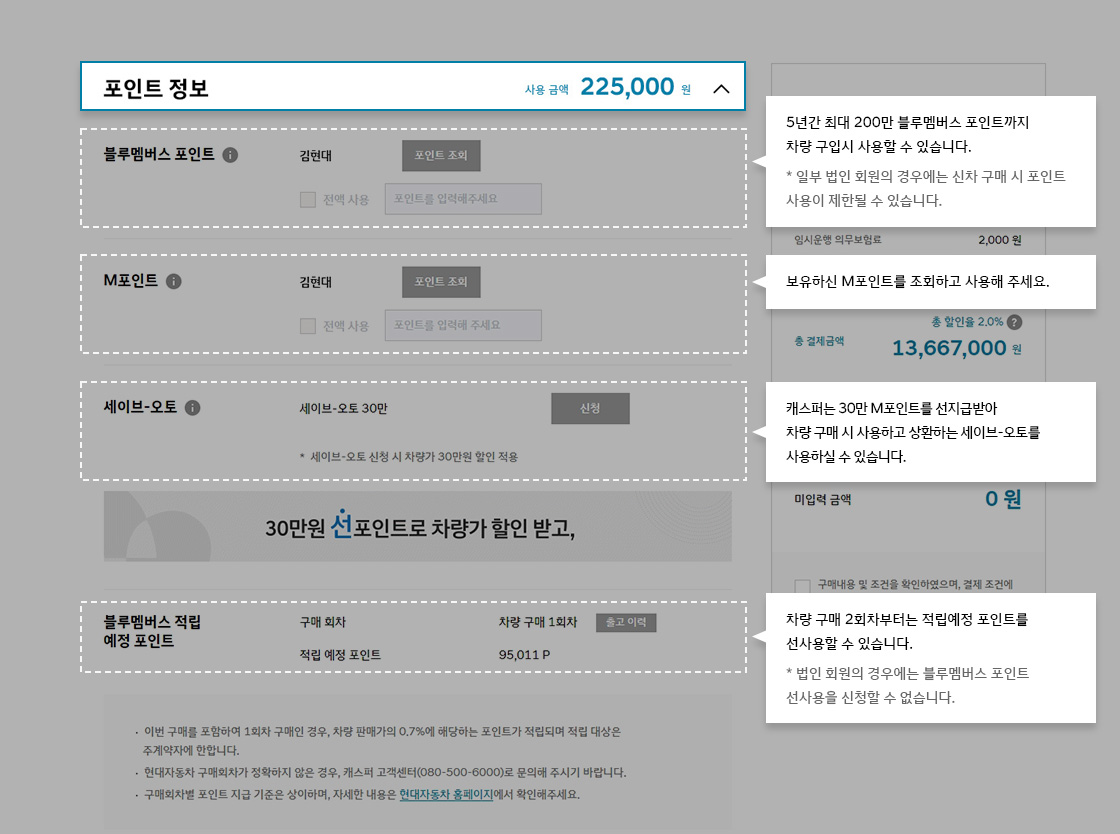 포인트 정보
사용 금액 225,000 원
블루멤버스 포인트
김현대
포인트 조회
전액 사용
포인트를 입력해주세요
5년간 최대 200만 블루멤버스 포인트까지
차량 구입시 사용할 수 있습니다.
* 일부 법인 회원의 경우에는 신차 구매 시 포인트
사용이 제한될 수 있습니다.
임시운행 의무보험료 2,000 원
M포인트
김현대
포인트 조회
전액 사용
포인트를 입력해 주세요
보유하신 M포인트를 조회하고 사용해 주세요.
총 할인율 2.0% ?
총 결제금액 13,667,000 원
세이브-오토
세이브-오토 30만
신청
* 세이브-오토 신청 시 차량가 30만원 할인 적용
캐스퍼는 30만 M포인트를 선지급받아
차량 구매 시 사용하고 상환하는 세이브-오토를
사용하실 수 있습니다.
미입력 금액 0 원
30만원 선포인트로 차량가 할인 받고,
구매내용 및 조건을 확인하였으며, 결제 조건에
블루멤버스 적립
예정 포인트
구매 회차 차량 구매 1회차 출고 이력
적립 예정 포인트 95,011 P
차량 구매 2회차부터는 적립예정 포인트를
선사용할 수 있습니다.
* 법인 회원의 경우에는 블루멤버스 포인트
선사용을 신청할 수 없습니다.
· 이번 구매를 포함하여 1회차 구매인 경우, 차량 판매가의 0.7%에 해당하는 포인트가 적립되며 적립 대상은
주계약자에 한합니다.
· 현대자동차 구매회차가 정확하지 않은 경우, 캐스퍼 고객센터(080-500-6000)로 문의해 주시기 바랍니다.
· 구매회차별 포인트 지급 기준은 상이하며, 자세한 내용은 현대자동차 홈페이지에서 확인해주세요.